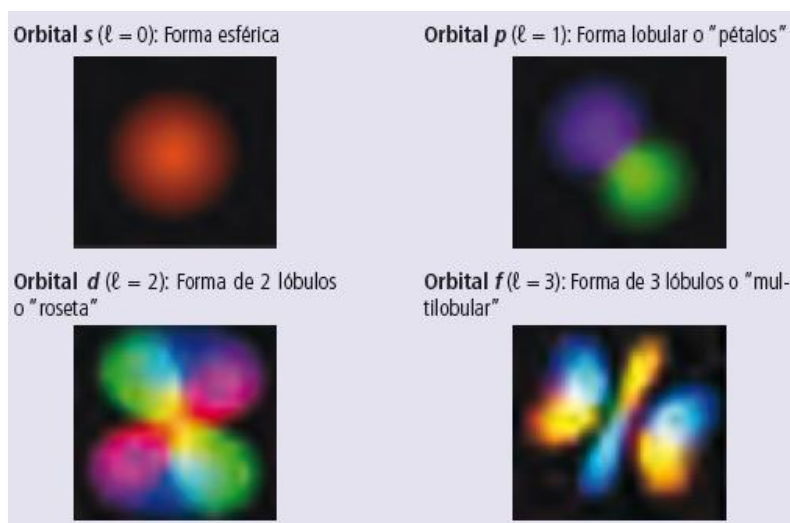 Orbital s (ℓ = 0): Forma esférica
Orbital p (ℓ = 1): Forma lobular o "pétalos"
Orbital d (ℓ = 2): Forma de 2 lóbulos
o "roseta"
Orbital f (ℓ = 3): Forma de 3 lóbulos o "mul-
tilobular"